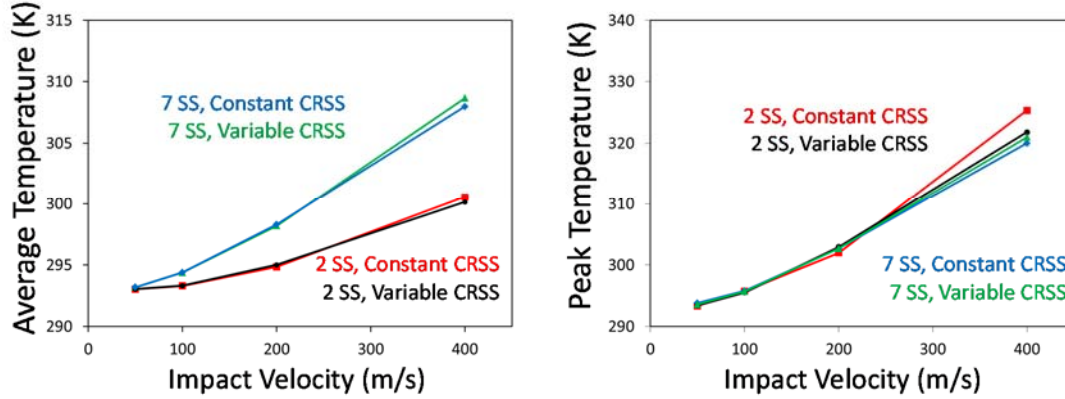 Average Temperature (K)
315
310
305
300
295
290
0
100
200
300
400
Impact Velocity (m/s)
7 SS, Constant CRSS
7 SS, Variable CRSS
2 SS, Constant CRSS
2 SS, Variable CRSS
Peak Temperature (K)
340
330
320
310
300
290
0
100
200
300
400
Impact Velocity (m/s)
2 SS, Constant CRSS
2 SS, Variable CRSS
7 SS, Constant CRSS
7 SS, Variable CRSS